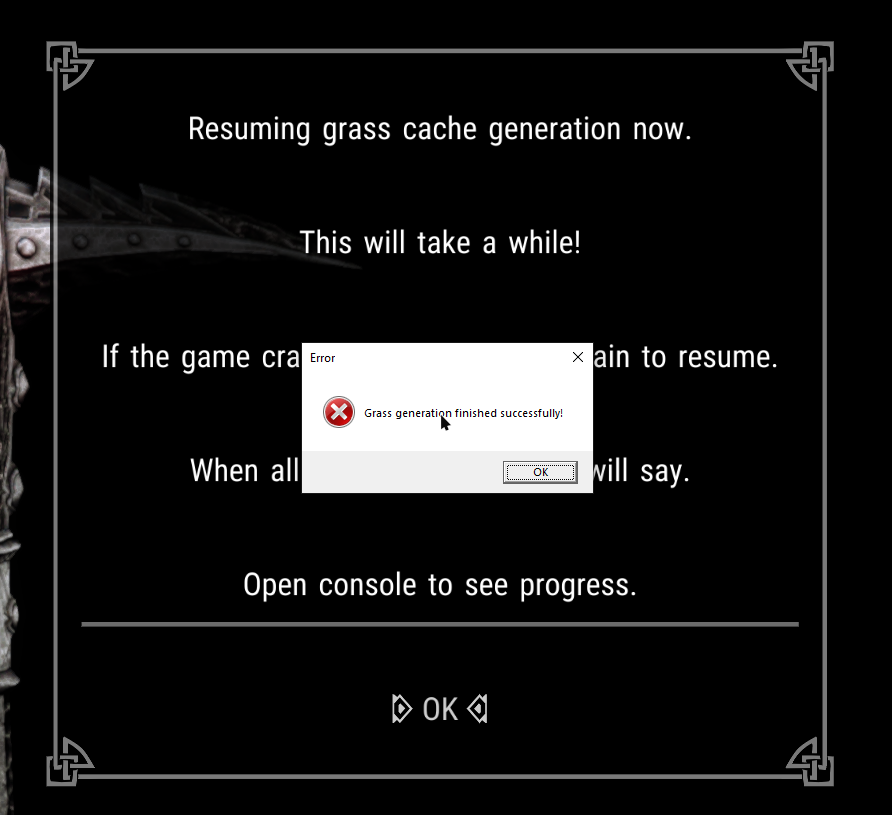 Resuming grass cache generation now.
This will take a while!
If the game cra
ain to resume.
Error
Grass generation finished successfully!
When all
will say.
OK
Open console to see progress.
OK